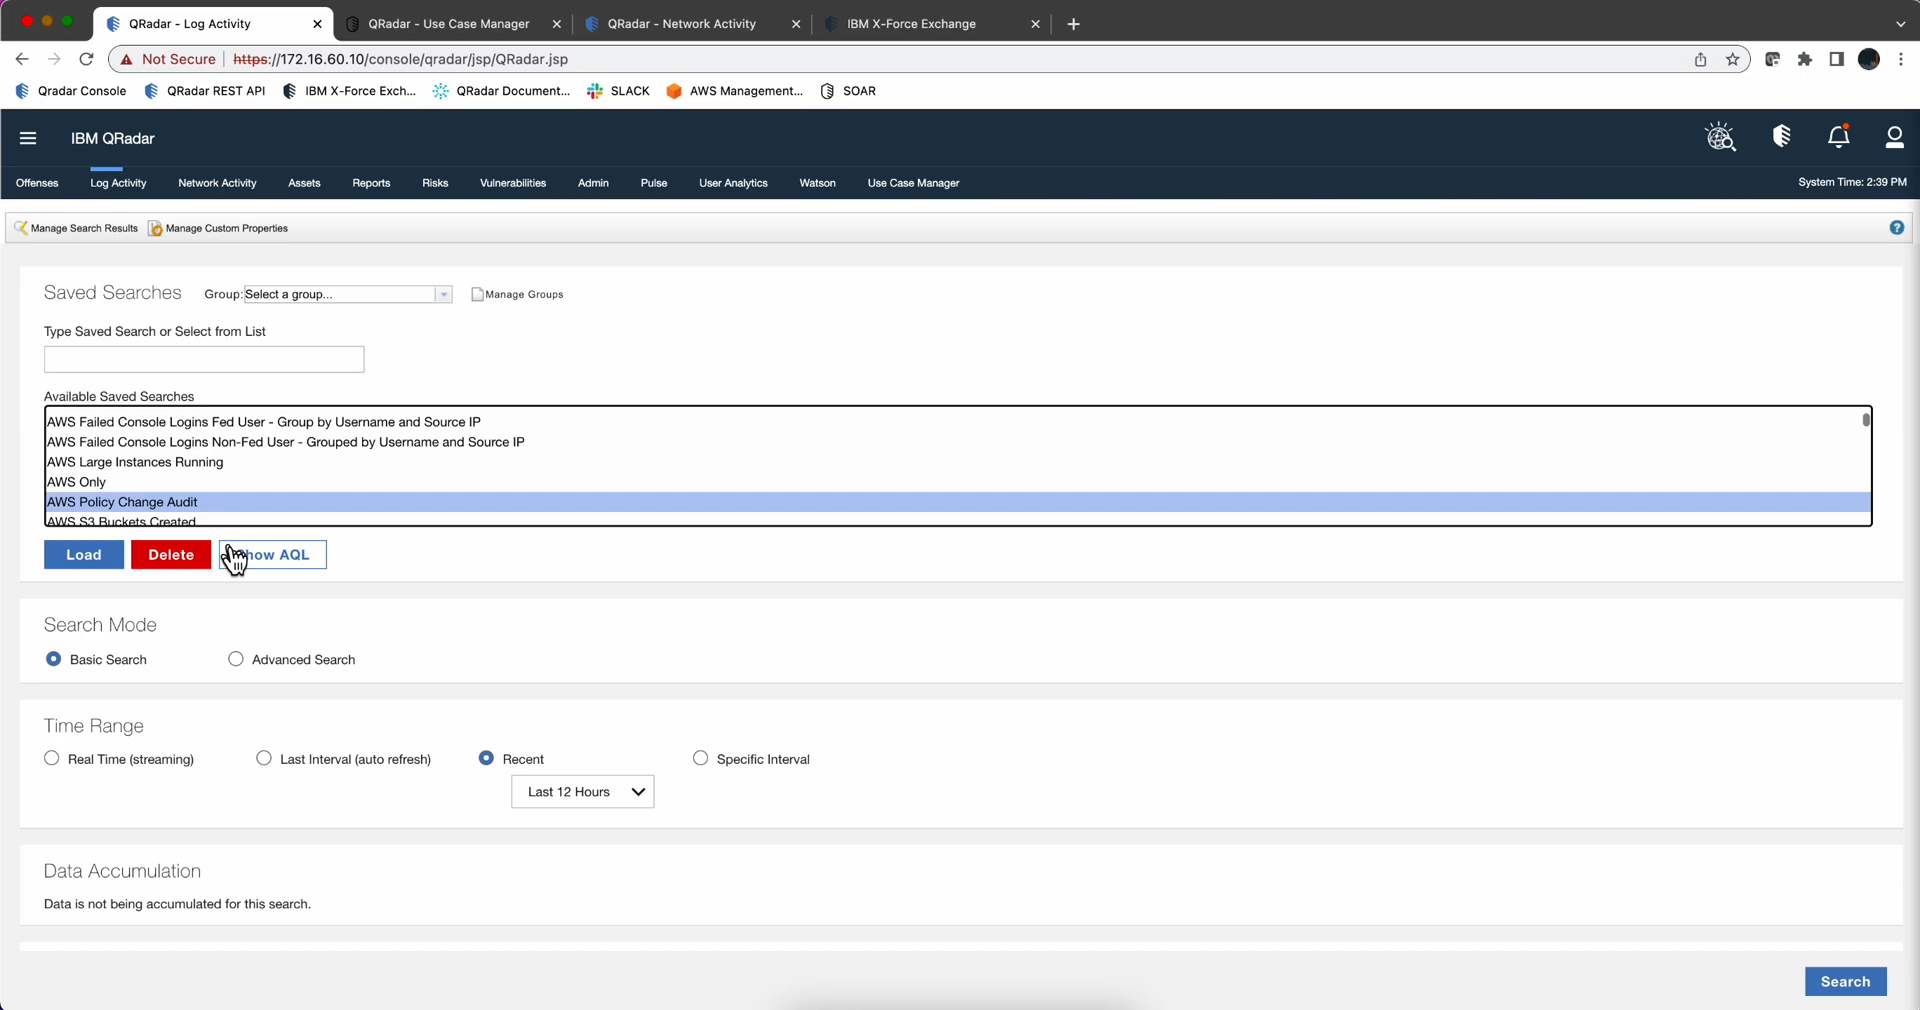 QRadar - Log Activity
QRadar - Use Case Manager
QRadar - Network Activity
IBM X-Force Exchange
Not Secure
https://172.16.60.10/console/qradar/jsp/QRadar.jsp
Qradar Console
QRadar REST API
IBM X-Force Exch...
QRadar Document...
SLACK
AWS Management...
SOAR
IBM QRadar
Offenses
Log Activity
Network Activity
Assets
Reports
Risks
Vulnerabilities
Admin
Pulse
User Analytics
Watson
Use Case Manager
System Time: 2:39 PM
Manage Search Results
Manage Custom Properties
Saved Searches
Group: Select a group...
Manage Groups
Type Saved Search or Select from List
Available Saved Searches
AWS Failed Console Logins Fed User - Group by Username and Source IP
AWS Failed Console Logins Non-Fed User - Grouped by Username and Source IP
AWS Large Instances Running
AWS Only
AWS Policy Change Audit
AWS S3 Buckets Created
Load
Delete
how AQL
Search Mode
Basic Search
Advanced Search
Time Range
Real Time (streaming)
Last Interval (auto refresh)
Recent
Specific Interval
Last 12 Hours
Data Accumulation
Data is not being accumulated for this search.
Search